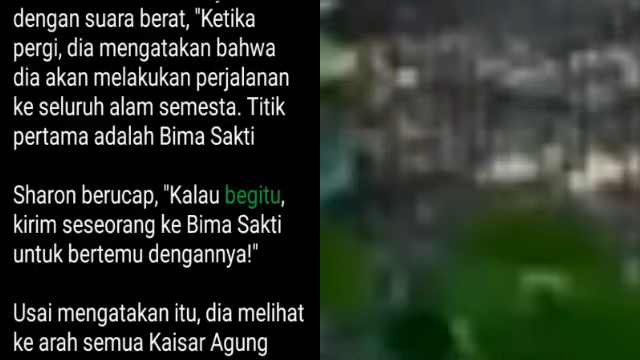 dengan suara berat, "Ketika
pergi, dia mengatakan bahwa
dia akan melakukan perjalanan
ke seluruh alam semesta. Titik
pertama adalah Bima Sakti
Sharon berucap, "Kalau begitu,
kirim seseorang ke Bima Sakti
untuk bertemu dengannya!"
Usai mengatakan itu, dia melihat
ke arah semua Kaisar Agung